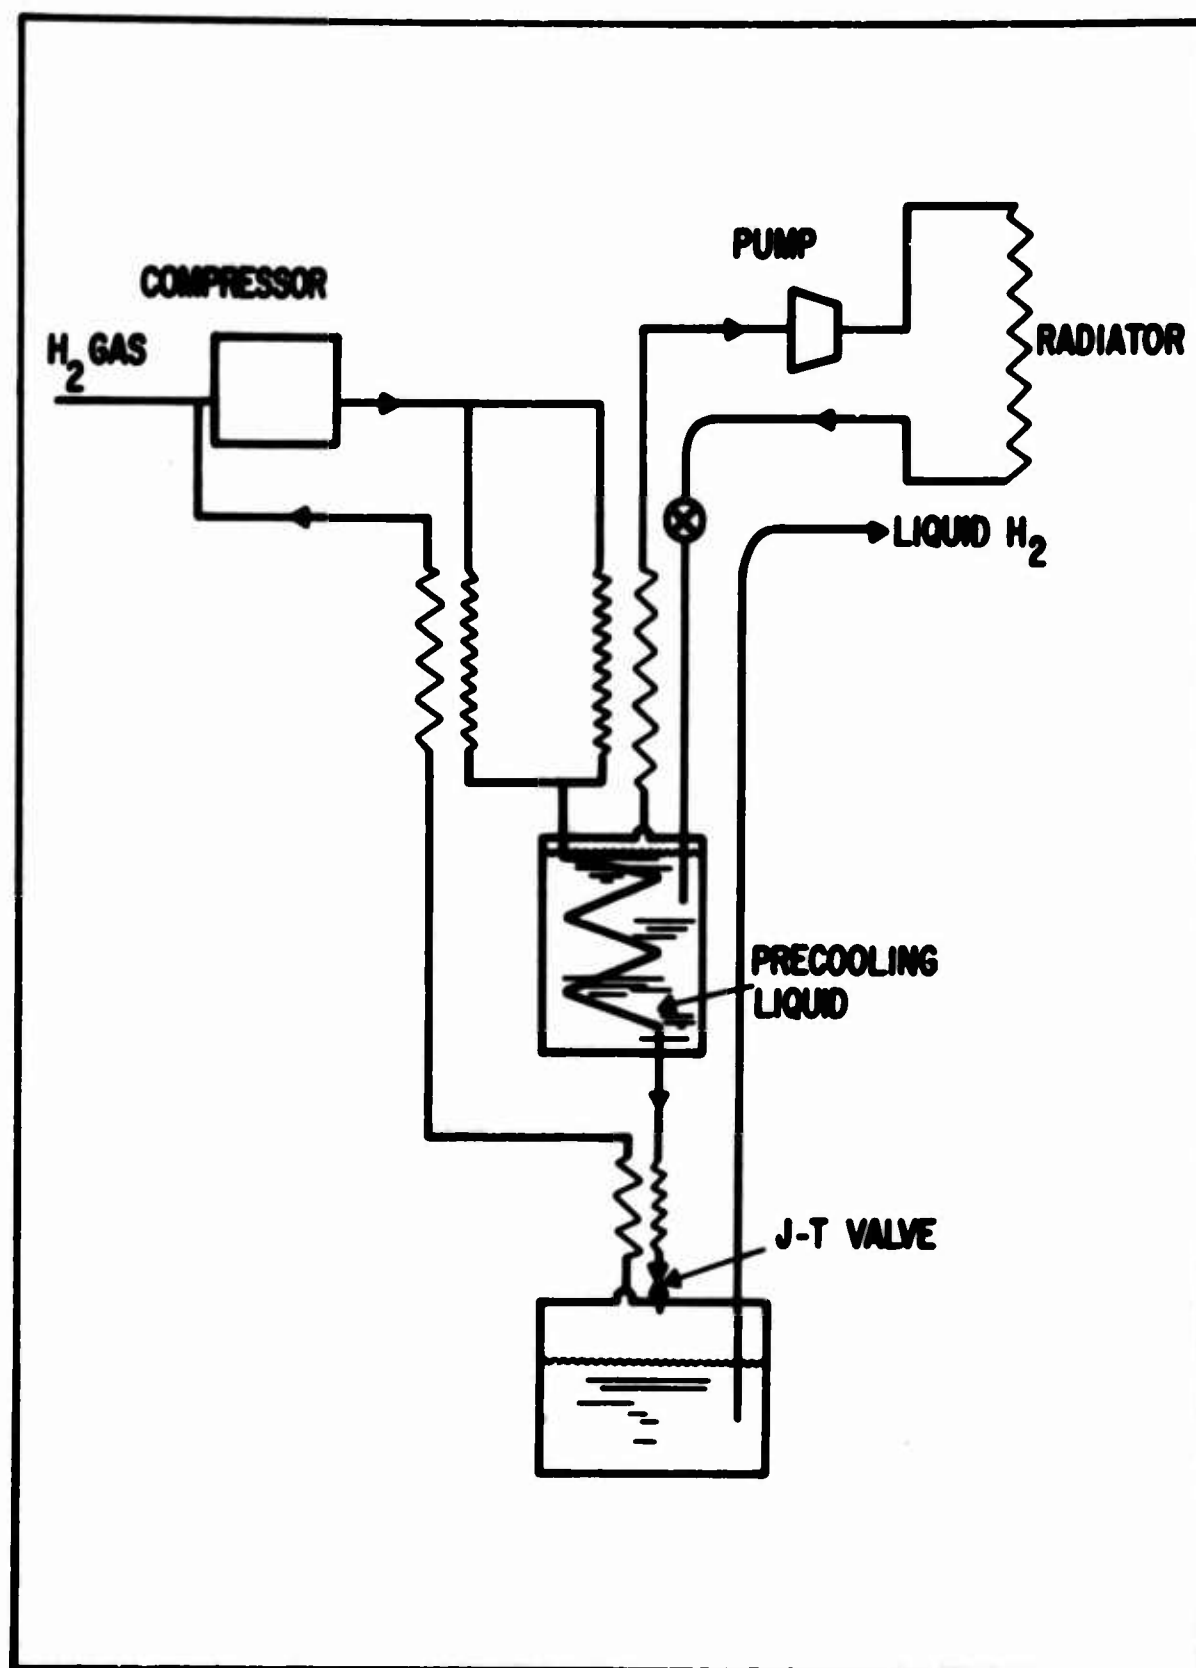 PUMP
COMPRESSOR
H2 GAS
RADIATOR
LIQUID H2
PRECOOLING
LIQUID
J-T VALVE